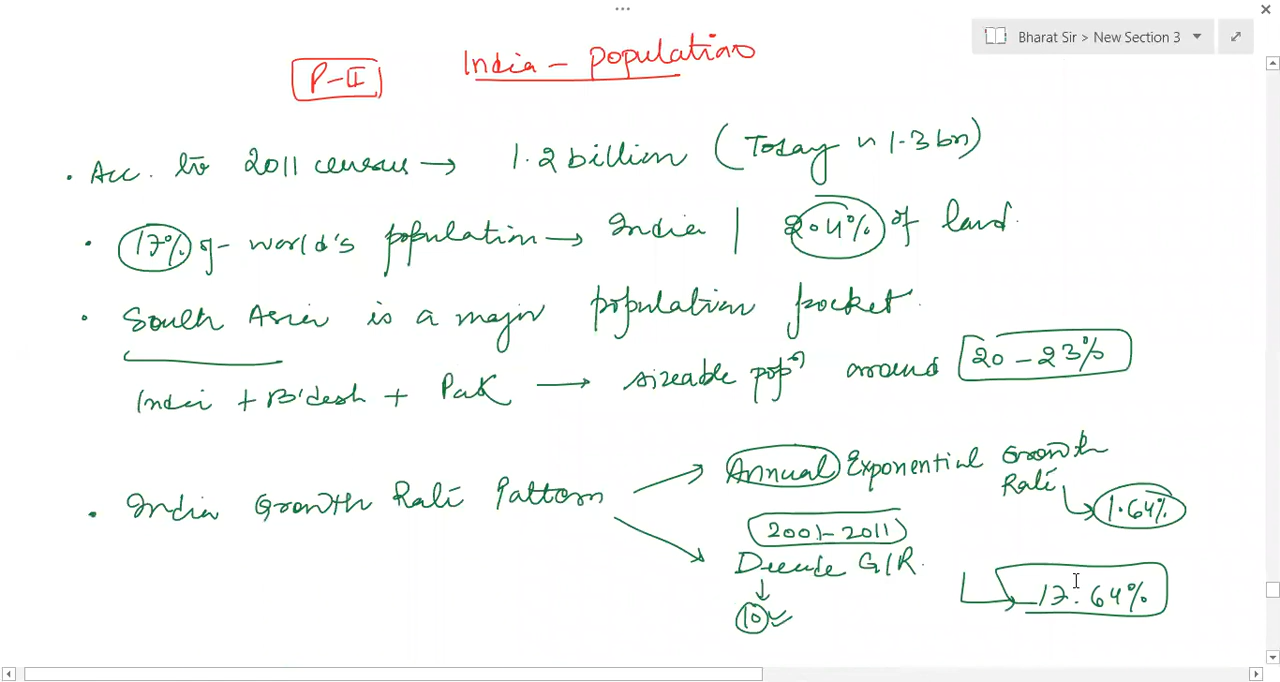 Bharat Sir > New Section 3
P-II India - population
• Acc. to 2011 census → 1.2 billion (Today ~ 1.3 bn)
• 17% of world's population → India | 2.4% of land.
• South Asia is a major population pocket.
India + B'desh + Pak → sizeable popn around 20-23%
• India Growth Rate Pattern → Annual Exponential Growth Rate → 1.64%
2001-2011
Decade G/R. → 17.64%
↓
10